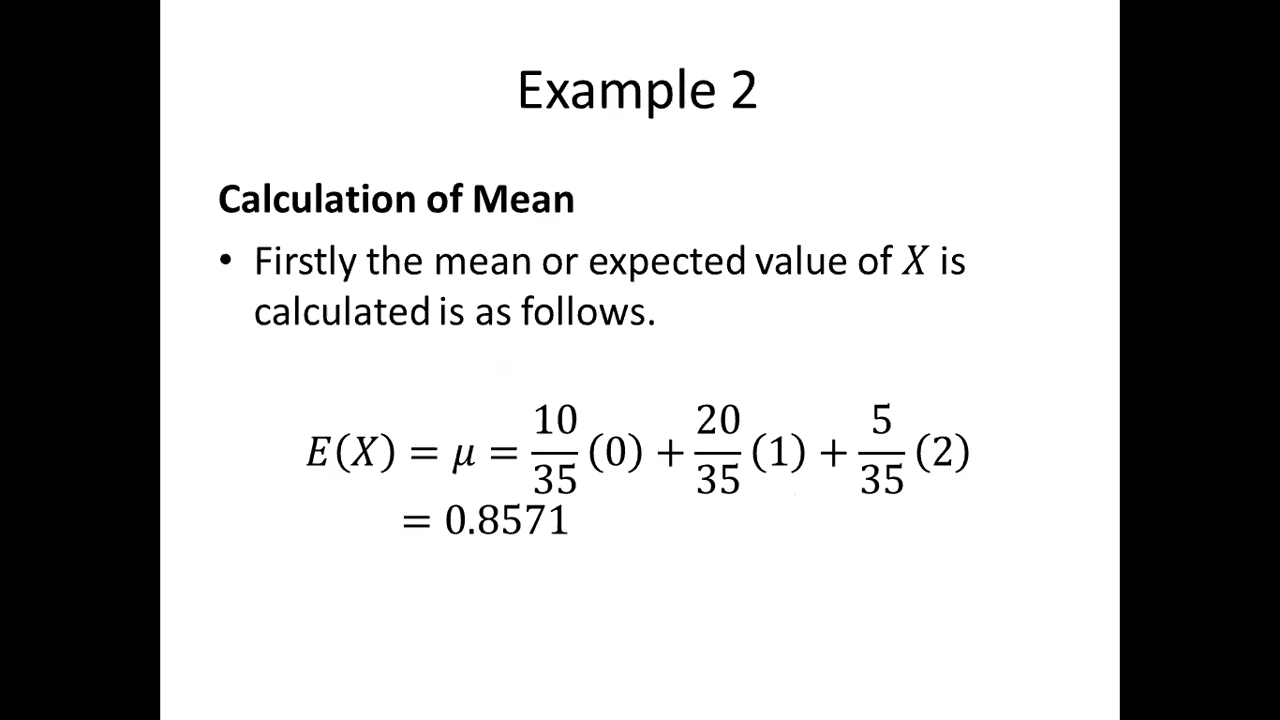 Example 2
Calculation of Mean
• Firstly the mean or expected value of 𝑋 is
calculated is as follows.
𝐸(𝑋) = 𝜇 = 10/35 (0) + 20/35 (1) + 5/35 (2)
= 0.8571